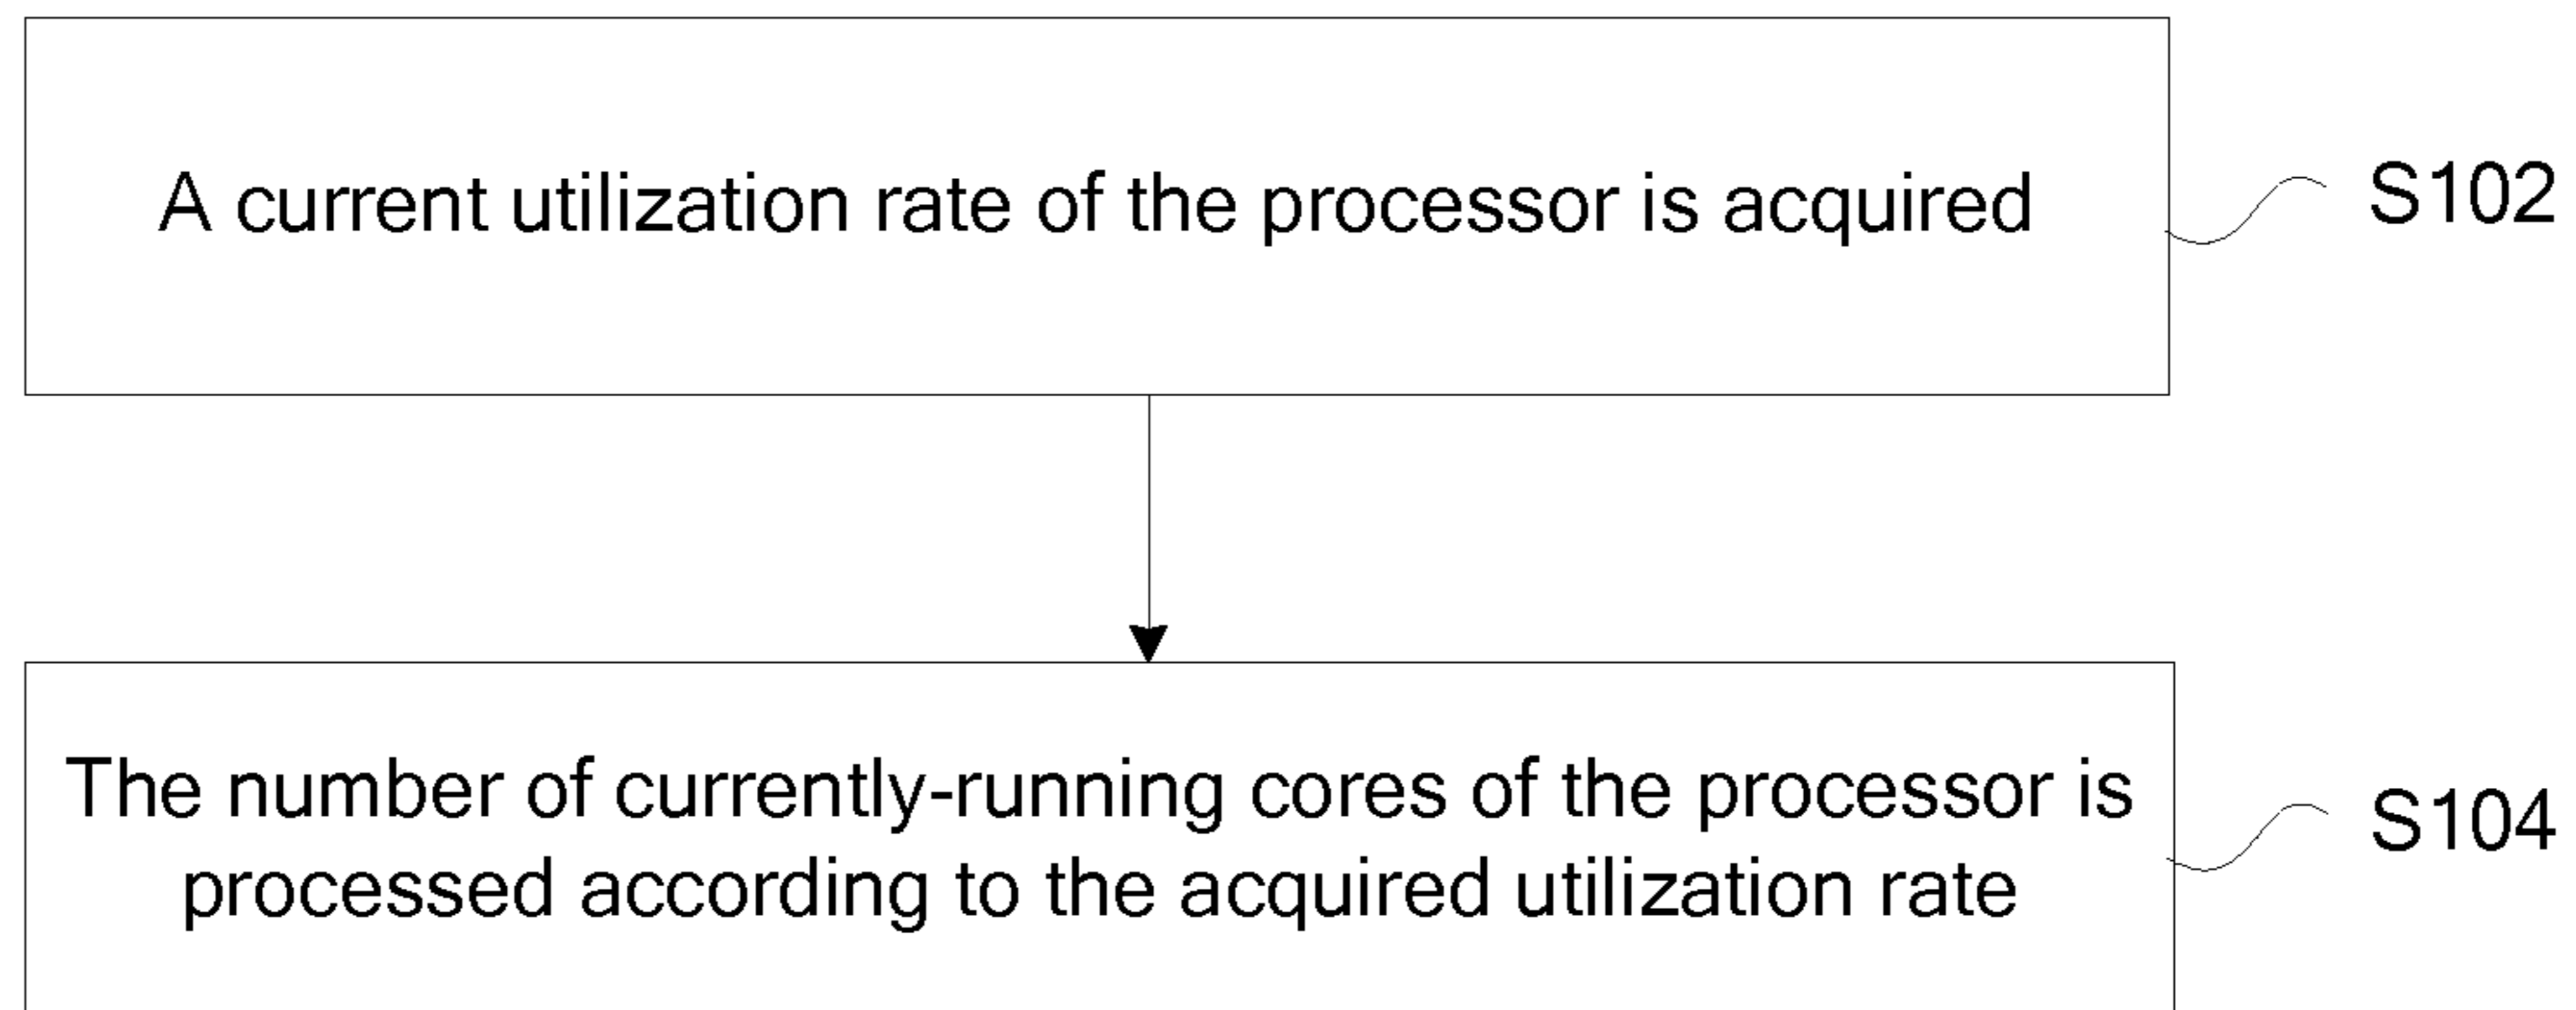 A current utilization rate of the processor is acquired
S102
The number of currently-running cores of the processor is
processed according to the acquired utilization rate
S104